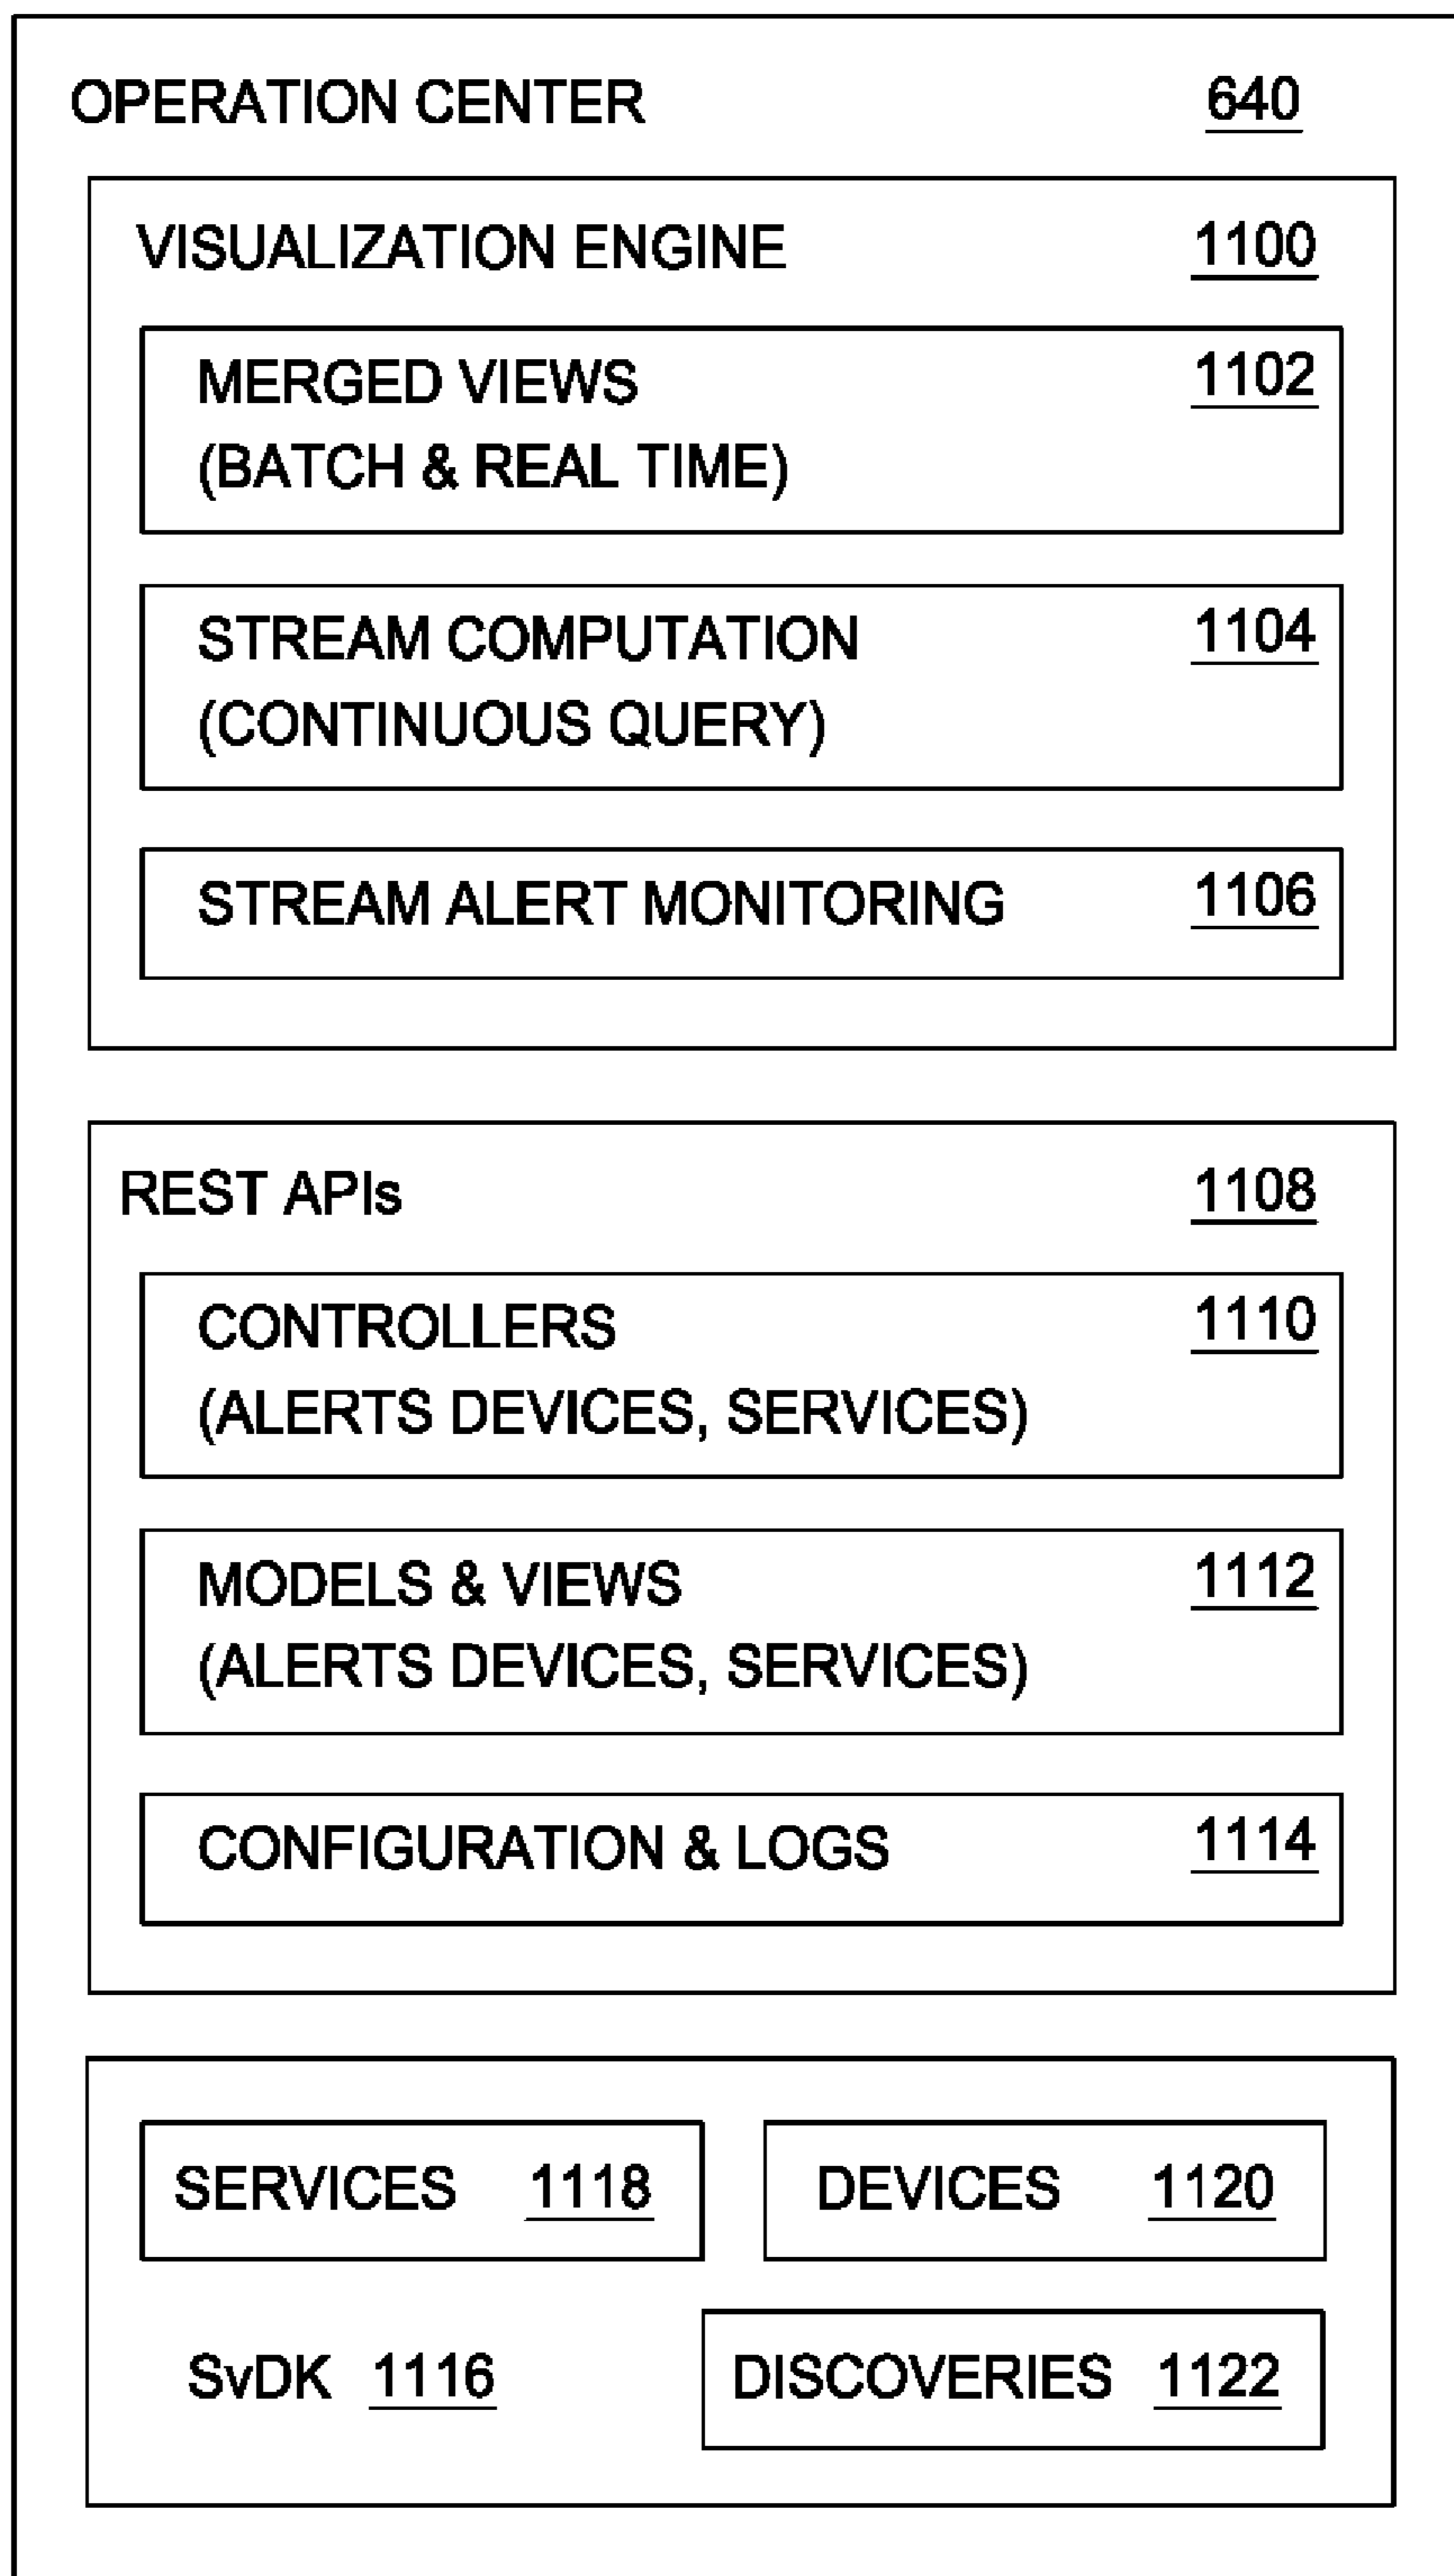 OPERATION CENTER 640
VISUALIZATION ENGINE 1100
MERGED VIEWS 1102
(BATCH & REAL TIME)
STREAM COMPUTATION 1104
(CONTINUOUS QUERY)
STREAM ALERT MONITORING 1106
REST APIs 1108
CONTROLLERS 1110
(ALERTS DEVICES, SERVICES)
MODELS & VIEWS 1112
(ALERTS DEVICES, SERVICES)
CONFIGURATION & LOGS 1114
SERVICES 1118
DEVICES 1120
SvDK 1116
DISCOVERIES 1122